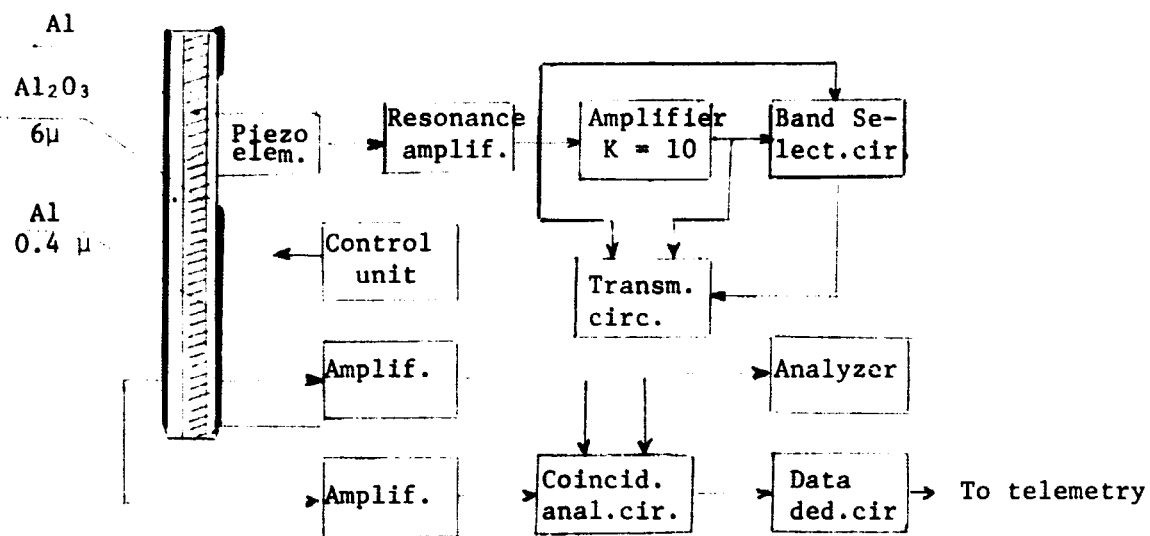 Al
Al₂O₃
6μ
Al
0.4 μ
Piezo
elem.
Resonance
amplif.
Amplifier
K = 10
Band Se-
lect.cir.
Control
unit
Transm.
circ.
Amplif.
Analyzer
Amplif.
Coincid.
anal.cir.
Data
ded.cir
To telemetry